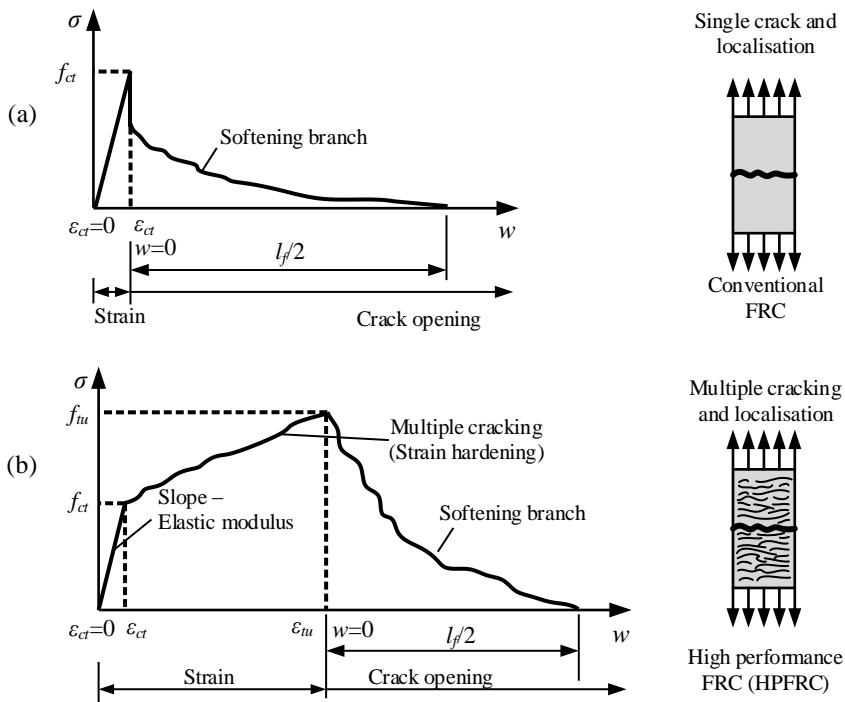 (a)
σ
f_ct
Softening branch
ε_ct=0
ε_ct
w
w=0
l_f/2
Strain
Crack opening
Single crack and
localisation
Conventional
FRC
(b)
σ
f_tu
Multiple cracking
(Strain hardening)
f_ct
Slope –
Elastic modulus
Softening branch
ε_ct=0
ε_ct
ε_tu
w=0
w
l_f/2
Strain
Crack opening
Multiple cracking
and localisation
High performance
FRC (HPFRC)